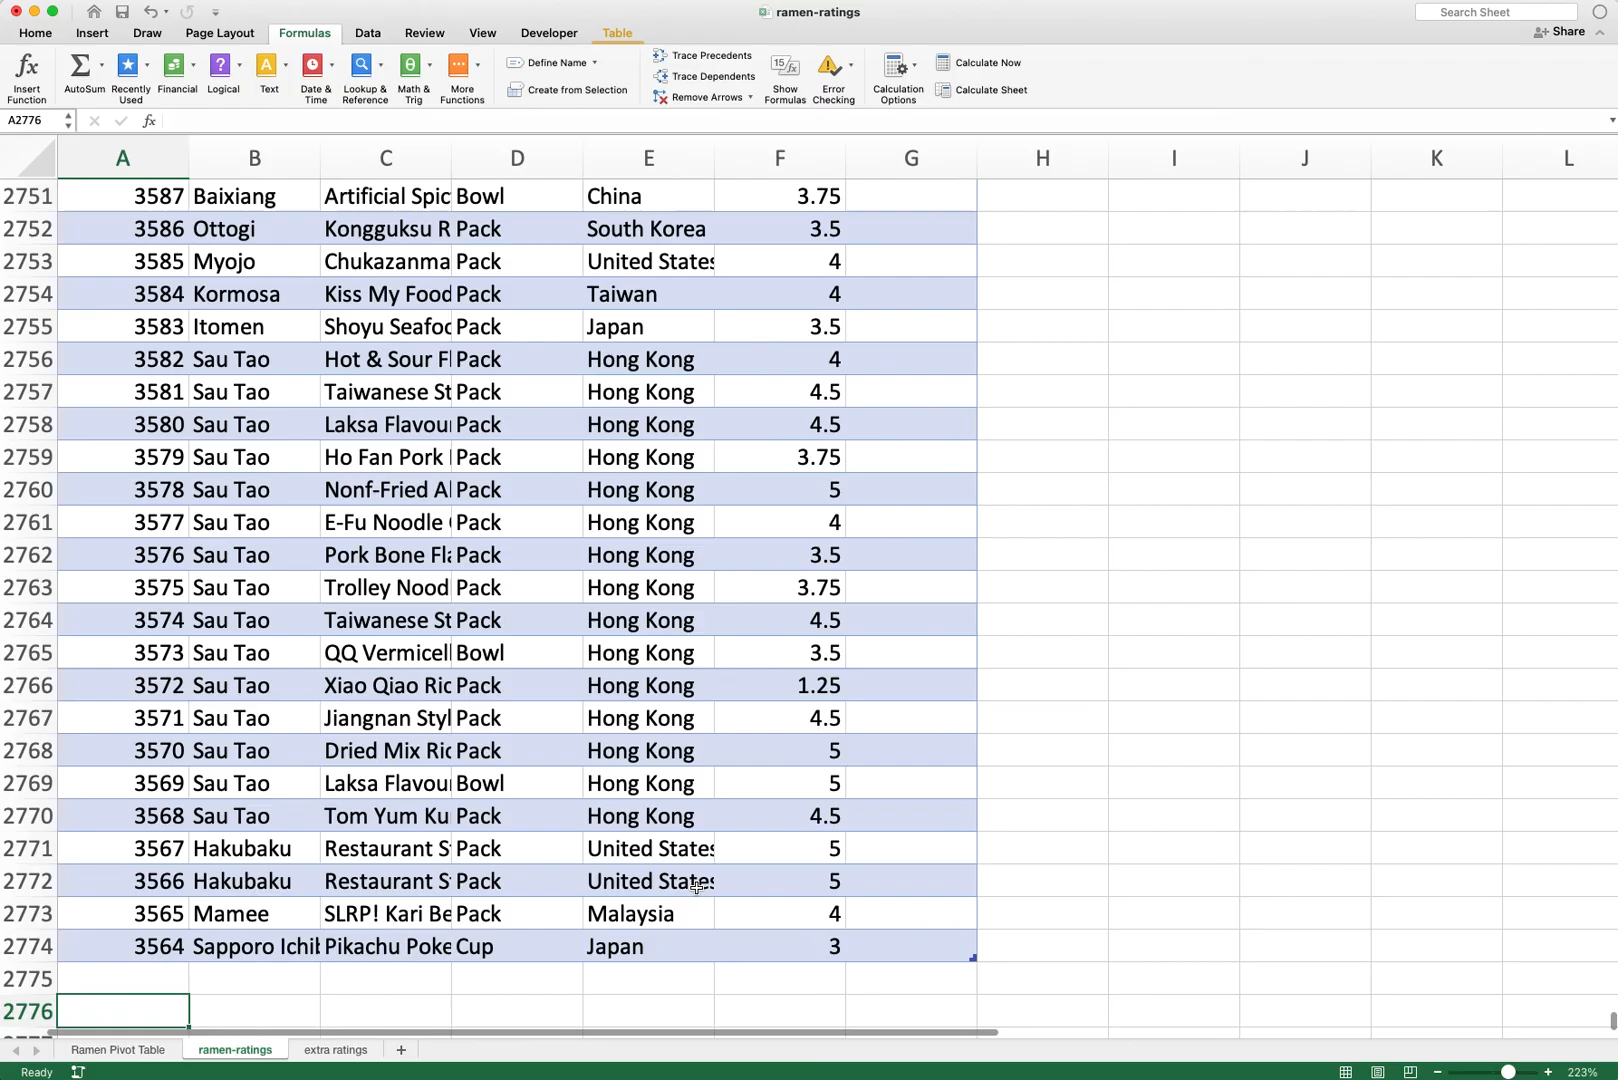 ramen-ratings
Search Sheet
Home Insert Draw Page Layout Formulas Data Review View Developer Table
Share
Insert Function
AutoSum
Recently Used
Financial
Logical
Text
Date & Time
Lookup & Reference
Math & Trig
More Functions
Define Name
Create from Selection
Trace Precedents
Trace Dependents
Remove Arrows
Show Formulas
Error Checking
Calculation Options
Calculate Now
Calculate Sheet
A2776 fx
A B C D E F G H I J K L
2751 3587 Baixiang Artificial Spic Bowl China 3.75
2752 3586 Ottogi Kongguksu R Pack South Korea 3.5
2753 3585 Myojo Chukazanma Pack United States 4
2754 3584 Kormosa Kiss My Food Pack Taiwan 4
2755 3583 Itomen Shoyu Seafoo Pack Japan 3.5
2756 3582 Sau Tao Hot & Sour Fl Pack Hong Kong 4
2757 3581 Sau Tao Taiwanese St Pack Hong Kong 4.5
2758 3580 Sau Tao Laksa Flavour Pack Hong Kong 4.5
2759 3579 Sau Tao Ho Fan Pork Pack Hong Kong 3.75
2760 3578 Sau Tao Nonf-Fried Al Pack Hong Kong 5
2761 3577 Sau Tao E-Fu Noodle Pack Hong Kong 4
2762 3576 Sau Tao Pork Bone Fla Pack Hong Kong 3.5
2763 3575 Sau Tao Trolley Nood Pack Hong Kong 3.75
2764 3574 Sau Tao Taiwanese St Pack Hong Kong 4.5
2765 3573 Sau Tao QQ Vermicell Bowl Hong Kong 3.5
2766 3572 Sau Tao Xiao Qiao Ric Pack Hong Kong 1.25
2767 3571 Sau Tao Jiangnan Styl Pack Hong Kong 4.5
2768 3570 Sau Tao Dried Mix Ric Pack Hong Kong 5
2769 3569 Sau Tao Laksa Flavour Bowl Hong Kong 5
2770 3568 Sau Tao Tom Yum Ku Pack Hong Kong 4.5
2771 3567 Hakubaku Restaurant S Pack United States 5
2772 3566 Hakubaku Restaurant S Pack United States 5
2773 3565 Mamee SLRP! Kari Be Pack Malaysia 4
2774 3564 Sapporo Ichib Pikachu Poke Cup Japan 3
2775
2776
Ramen Pivot Table ramen-ratings extra ratings +
Ready 223%